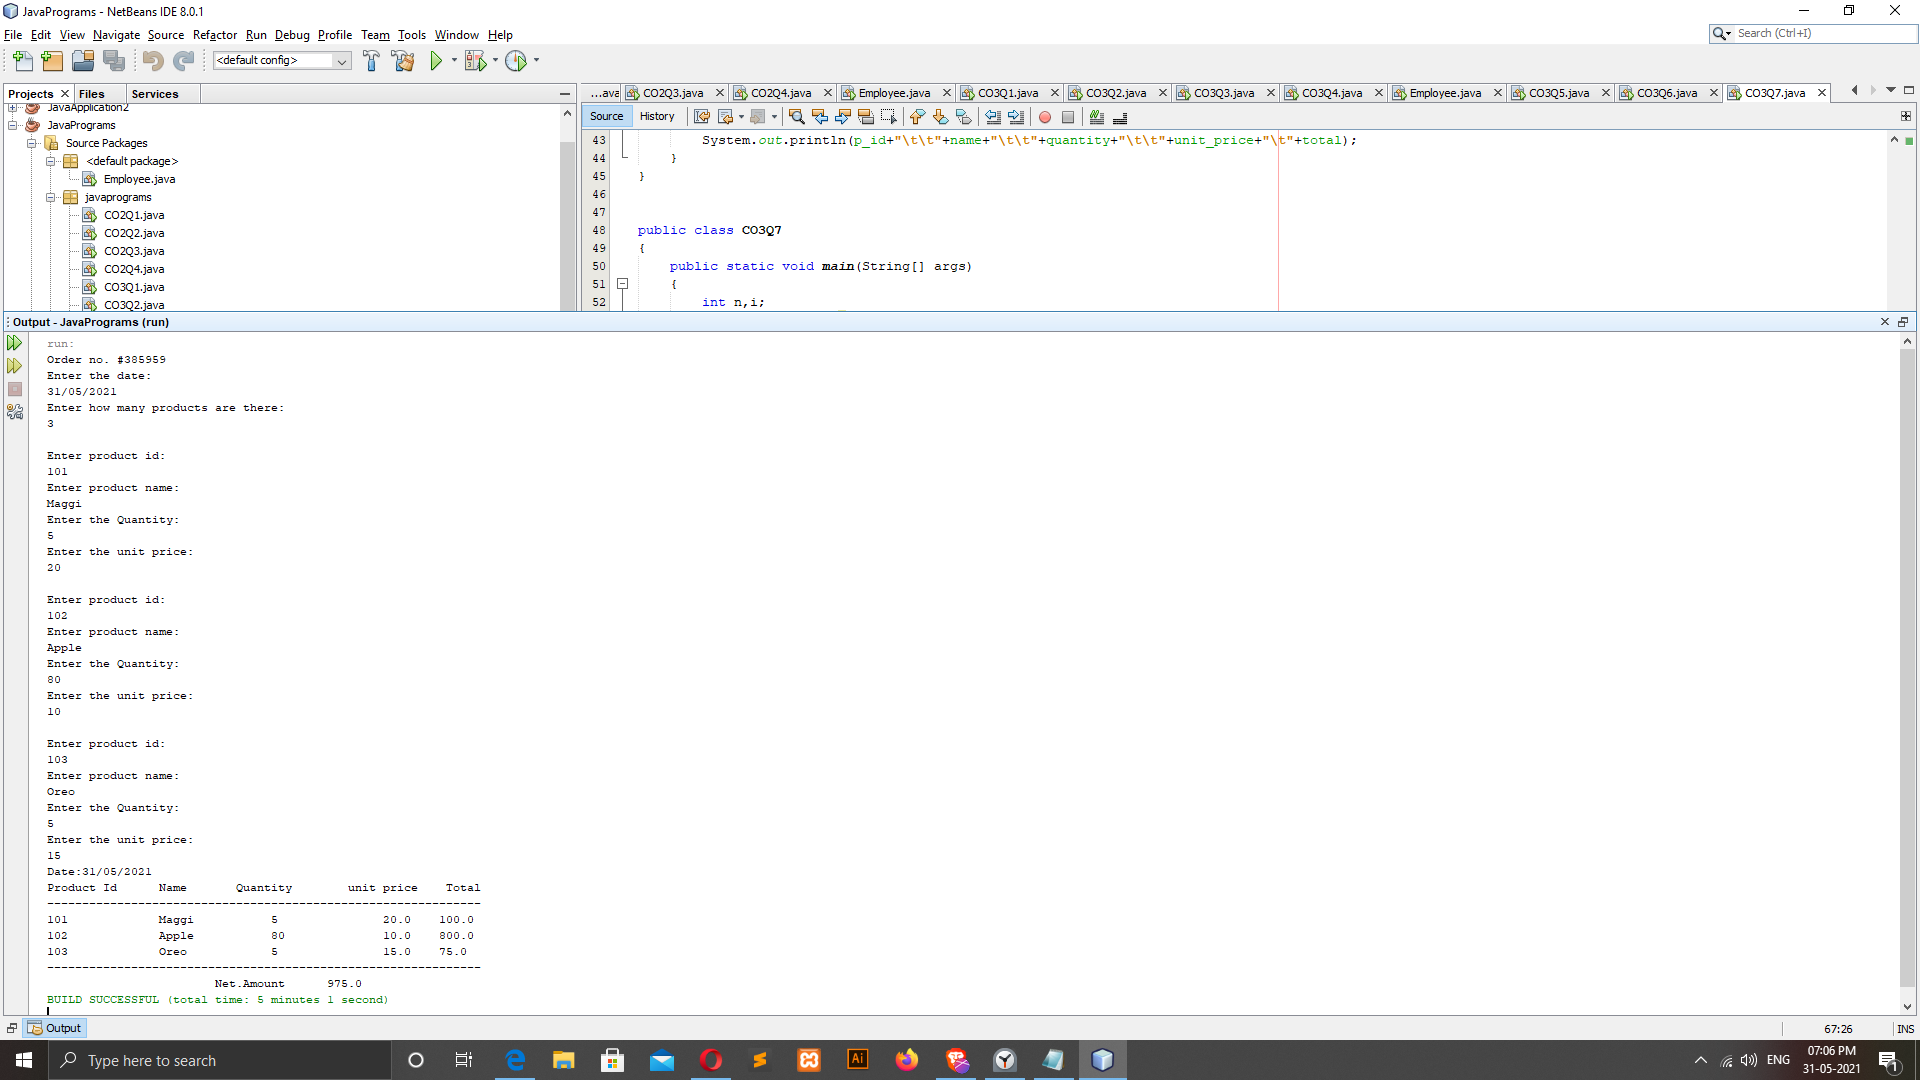 JavaPrograms - NetBeans IDE 8.0.1
File Edit View Navigate Source Refactor Run Debug Profile Team Tools Window Help
Search (Ctrl+I)
<default config>
Projects Files Services
...ava CO2Q3.java CO2Q4.java Employee.java CO3Q1.java CO3Q2.java CO3Q3.java CO3Q4.java Employee.java CO3Q5.java CO3Q6.java CO3Q7.java
JavaApplication2
JavaPrograms
Source Packages
<default package>
Employee.java
javaprograms
CO2Q1.java
CO2Q2.java
CO2Q3.java
CO2Q4.java
CO3Q1.java
CO3Q2.java
Source History
43 System.out.println(p_id+"\t\t"+name+"\t\t"+quantity+"\t\t"+unit_price+"\t"+total);
44 }
45 }
46
47
48 public class CO3Q7
49 {
50 public static void main(String[] args)
51 {
52 int n,i;
Output - JavaPrograms (run)
run:
Order no. #385959
Enter the date:
31/05/2021
Enter how many products are there:
3
Enter product id:
101
Enter product name:
Maggi
Enter the Quantity:
5
Enter the unit price:
20
Enter product id:
102
Enter product name:
Apple
Enter the Quantity:
80
Enter the unit price:
10
Enter product id:
103
Enter product name:
Oreo
Enter the Quantity:
5
Enter the unit price:
15
Date:31/05/2021
Product Id Name Quantity unit price Total
--------------------------------------------------------------
101 Maggi 5 20.0 100.0
102 Apple 80 10.0 800.0
103 Oreo 5 15.0 75.0
--------------------------------------------------------------
Net.Amount 975.0
BUILD SUCCESSFUL (total time: 5 minutes 1 second)
Output
67:26 INS
Type here to search
Ai
ENG
07:06 PM
31-05-2021
1